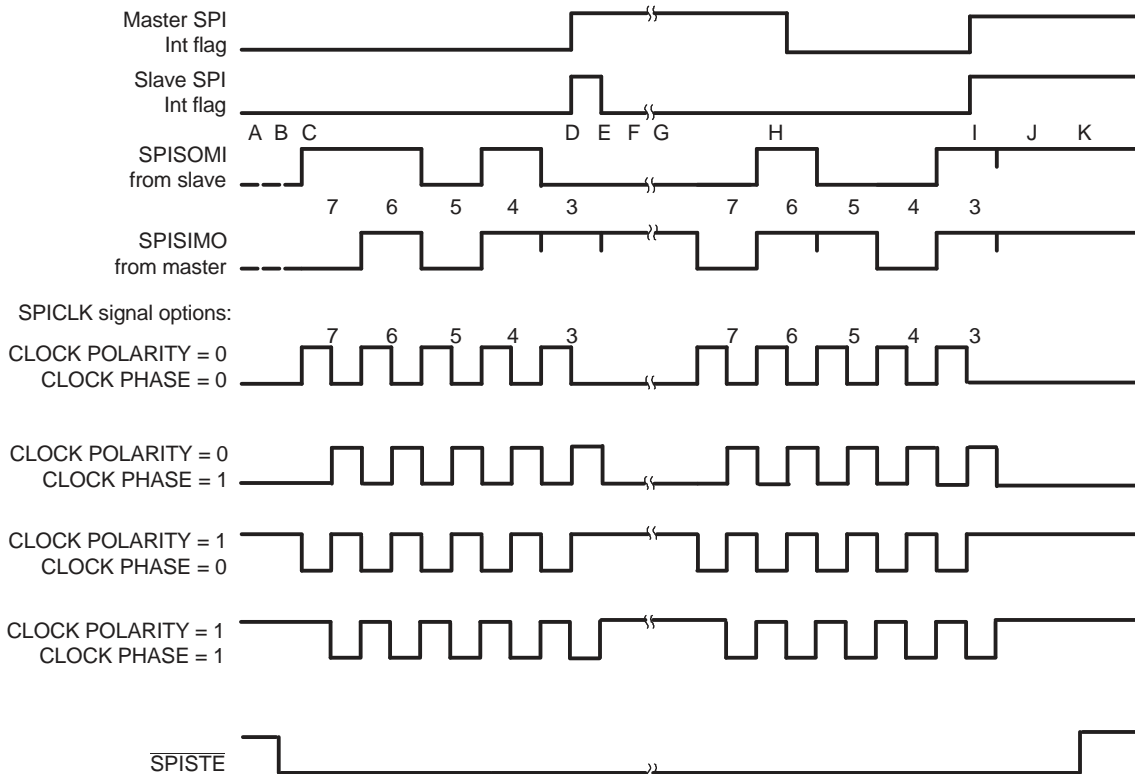 Master SPI
Int flag
Slave SPI
Int flag
A B C D E F G H I J K
SPISOMI
from slave
7 6 5 4 3 7 6 5 4 3
SPISIMO
from master
SPICLK signal options:
7 6 5 4 3 7 6 5 4 3
CLOCK POLARITY = 0
CLOCK PHASE = 0
CLOCK POLARITY = 0
CLOCK PHASE = 1
CLOCK POLARITY = 1
CLOCK PHASE = 0
CLOCK POLARITY = 1
CLOCK PHASE = 1
SPISTE